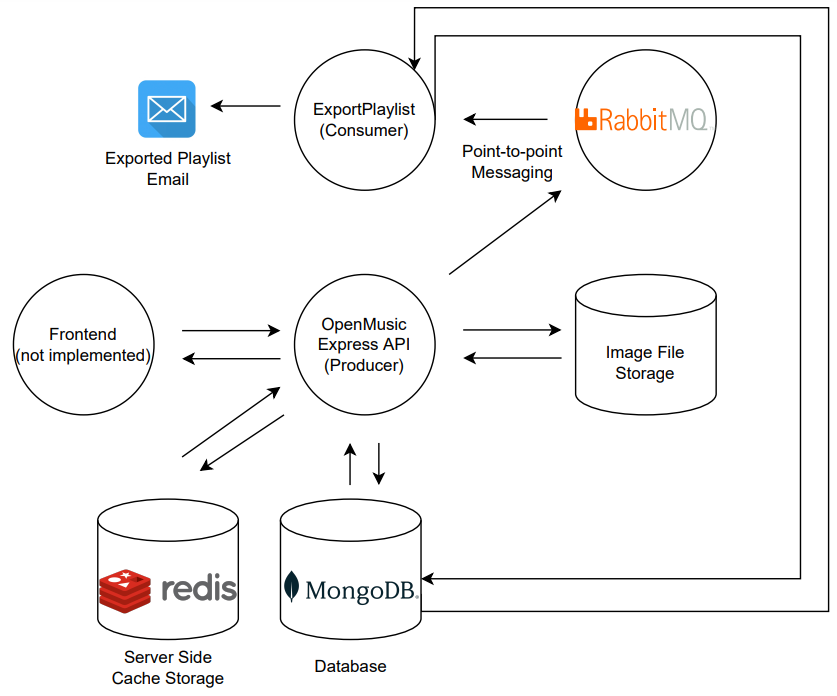 ExportPlaylist
(Consumer)
RabbitMQ
Exported Playlist
Email
Point-to-point
Messaging
Frontend
(not implemented)
OpenMusic
Express API
(Producer)
Image File
Storage
redis
MongoDB®
Server Side
Cache Storage
Database